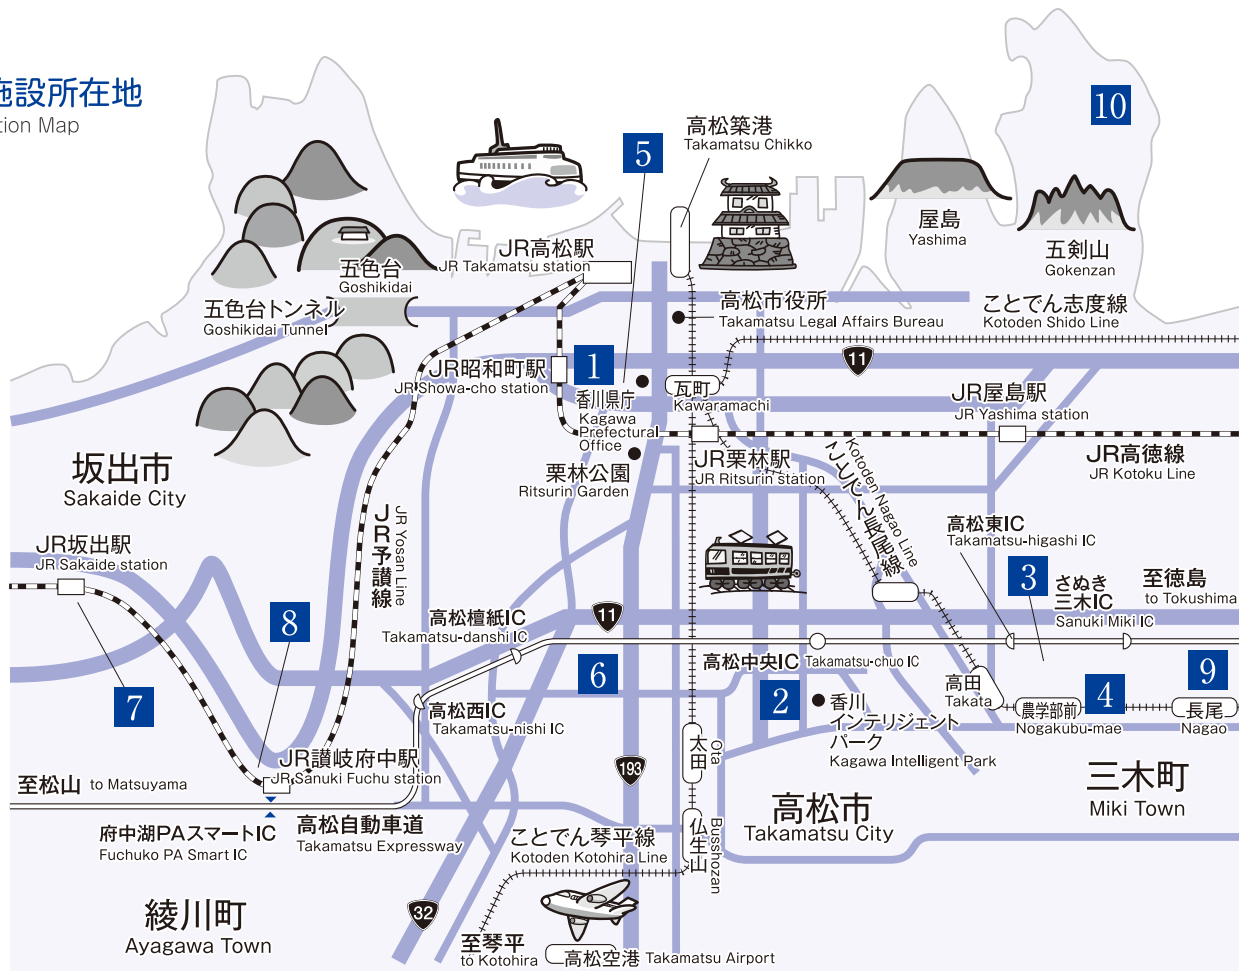 施設所在地
tion Map
10
5
高松築港
Takamatsu Chikko
屋島
Yashima
五剣山
Gokenzan
JR高松駅
JR Takamatsu station
五色台
Goshikidai
五色台トンネル
Goshikidai Tunnel
高松市役所
Takamatsu Legal Affairs Bureau
ことでん志度線
Kotoden Shido Line
11
1
JR昭和町駅
JR Showa-cho station
香川県庁
Kagawa
Prefectural
Office
瓦町
Kawaramachi
JR屋島駅
JR Yashima station
栗林公園
Ritsurin Garden
JR栗林駅
JR Ritsurin station
JR高徳線
JR Kotoku Line
ことでん長尾線
Kotoden Nagao Line
坂出市
Sakaide City
JR予讃線
JR Yosan Line
JR坂出駅
JR Sakaide station
高松東IC
Takamatsu-higashi IC
3
さぬき
三木IC
Sanuki Miki IC
至徳島
to Tokushima
8
高松檀紙IC
Takamatsu-danshi IC
11
7
6
高松中央IC Takamatsu-chuo IC
2
香川
インテリジェント
パーク
Kagawa Intelligent Park
高田
Takata
農学部前
Nogakubu-mae
4
9
長尾
Nagao
高松西IC
Takamatsu-nishi IC
太田
Ota
193
JR讃岐府中駅
JR Sanuki Fuchu station
至松山 to Matsuyama
三木町
Miki Town
高松市
Takamatsu City
府中湖PAスマートIC
Fuchuko PA Smart IC
高松自動車道
Takamatsu Expressway
ことでん琴平線
Kotoden Kotohira Line
仏生山
Busshozan
綾川町
Ayagawa Town
32
至琴平
to Kotohira
高松空港 Takamatsu Airport